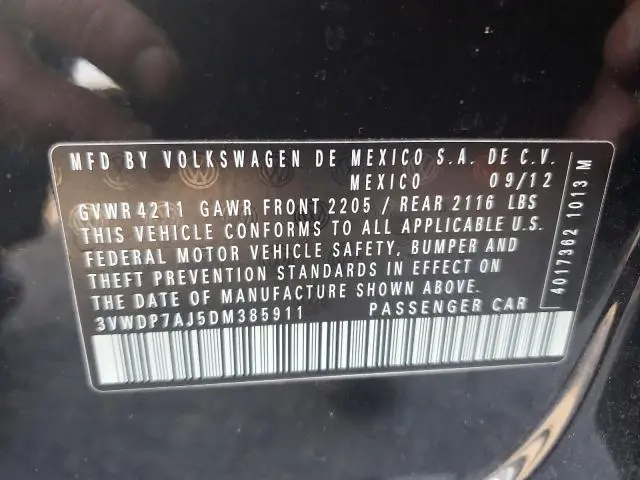 MFD BY VOLKSWAGEN DE MEXICO S.A. DE C.V.
MEXICO 09/12
GVWR 4211 GAWR FRONT 2205 / REAR 2116 LBS
THIS VEHICLE CONFORMS TO ALL APPLICABLE U.S.
FEDERAL MOTOR VEHICLE SAFETY, BUMPER AND
THEFT PREVENTION STANDARDS IN EFFECT ON
THE DATE OF MANUFACTURE SHOWN ABOVE.
3VWDP7AJ5DM385911 PASSENGER CAR
4017362 1013 M